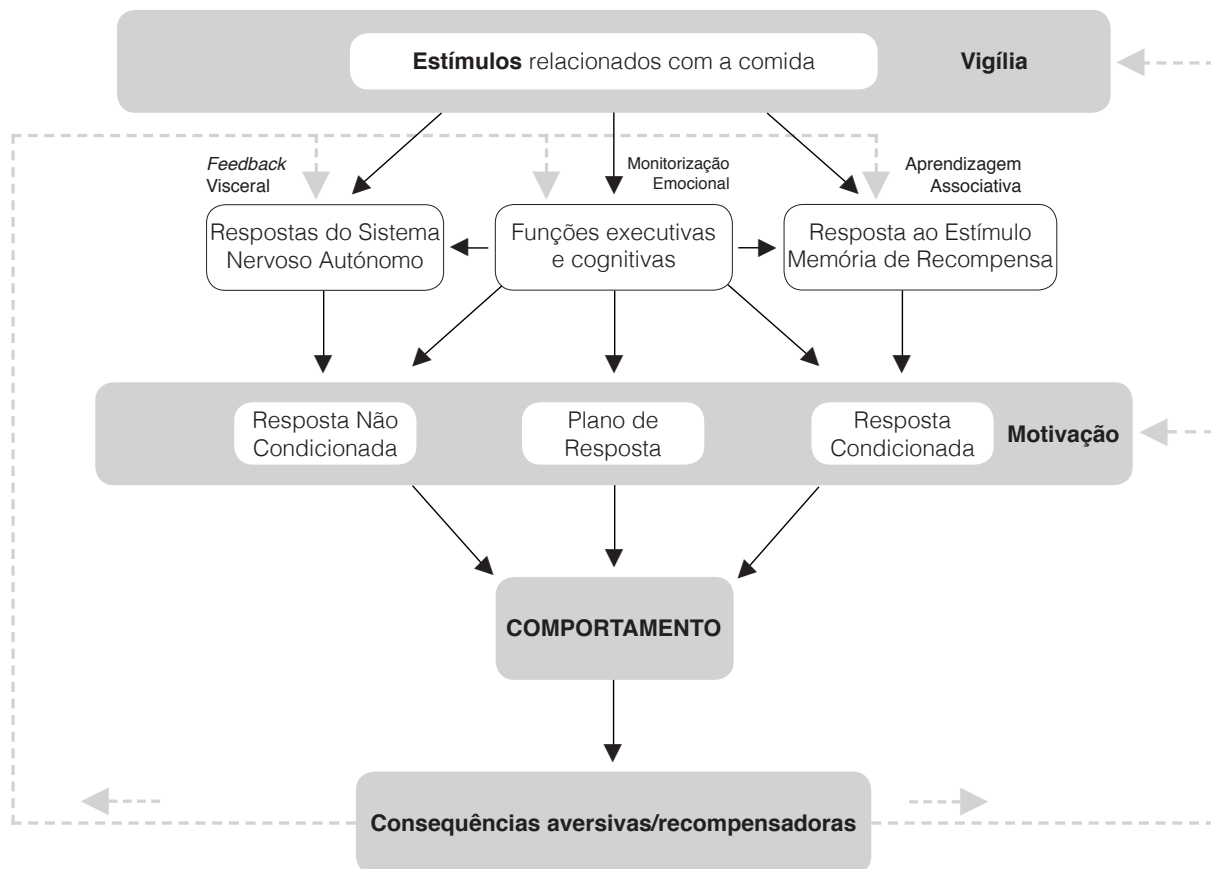 Estímulos relacionados com a comida
Vigília
Feedback
Visceral
Monitorização
Emocional
Aprendizagem
Associativa
Respostas do Sistema
Nervoso Autónomo
Funções executivas
e cognitivas
Resposta ao Estímulo
Memória de Recompensa
Resposta Não
Condicionada
Plano de
Resposta
Resposta
Condicionada
Motivação
COMPORTAMENTO
Consequências aversivas/recompensadoras